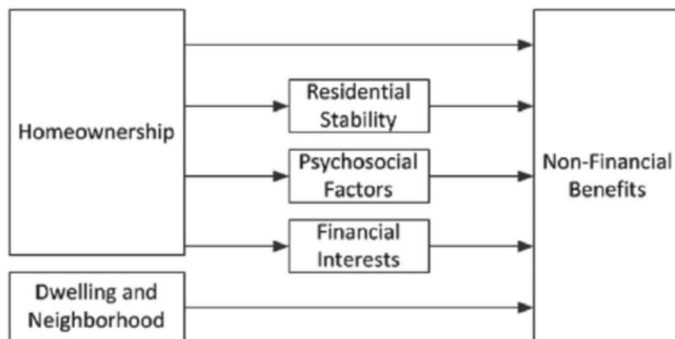 Homeownership
Residential
Stability
Psychosocial
Factors
Financial
Interests
Non-Financial
Benefits
Dwelling and
Neighborhood